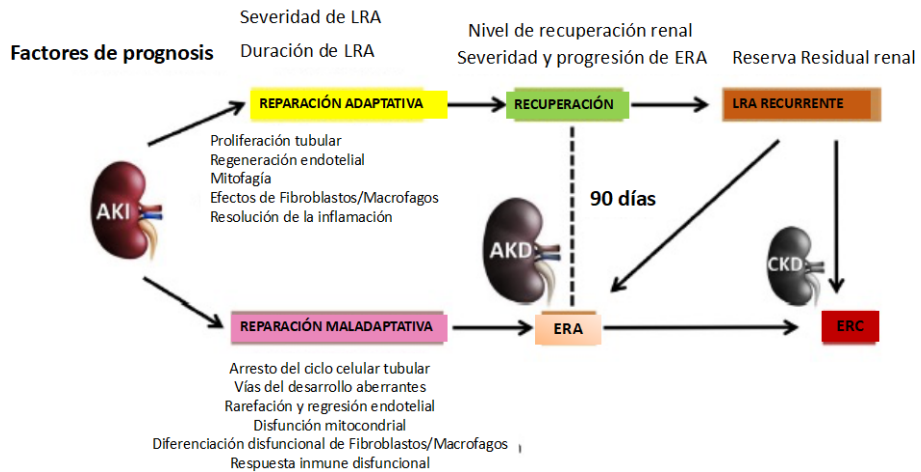 Factores de prognosis
Severidad de LRA
Duración de LRA
Nivel de recuperación renal
Severidad y progresión de ERA
Reserva Residual renal
REPARACIÓN ADAPTATIVA
RECUPERACIÓN
LRA RECURRENTE
Proliferación tubular
Regeneración endotelial
Mitofagía
Efectos de Fibroblastos/Macrofagos
Resolución de la inflamación
AKI
90 días
AKD
CKD
REPARACIÓN MALADAPTATIVA
ERA
ERC
Arresto del ciclo celular tubular
Vías del desarrollo aberrantes
Rarefación y regresión endotelial
Disfunción mitocondrial
Diferenciación disfuncional de Fibroblastos/Macrofagos
Respuesta inmune disfuncional